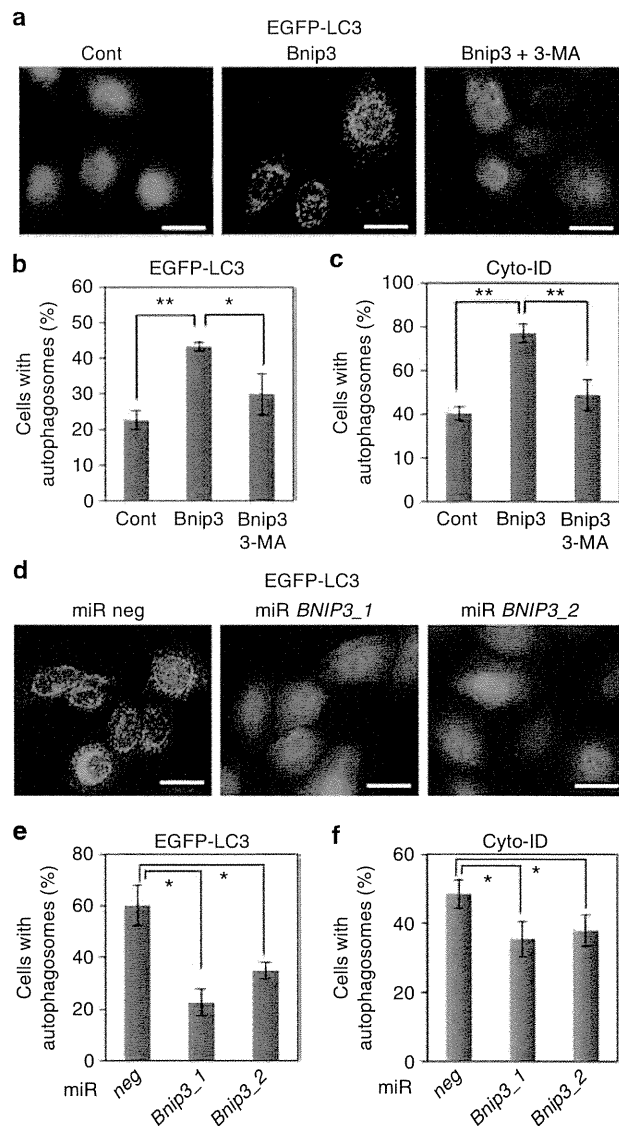 a
EGFP-LC3
Cont
Bnip3
Bnip3 + 3-MA
b
EGFP-LC3
Cells with
autophagosomes (%)
60
50
40
30
20
10
0
**
*
Cont
Bnip3
Bnip3
3-MA
c
Cyto-ID
Cells with
autophagosomes (%)
100
80
60
40
10
0
**
**
Cont
Bnip3
Bnip3
3-MA
d
EGFP-LC3
miR neg
miR BNIP3_1
miR BNIP3_2
e
EGFP-LC3
Cells with
autophagosomes (%)
80
60
40
20
0
*
*
miR
neg
Bnip3_1
Bnip3_2
f
Cyto-ID
Cells with
autophagosomes (%)
60
40
20
0
*
*
miR
neg
Bnip3_1
Bnip3_2